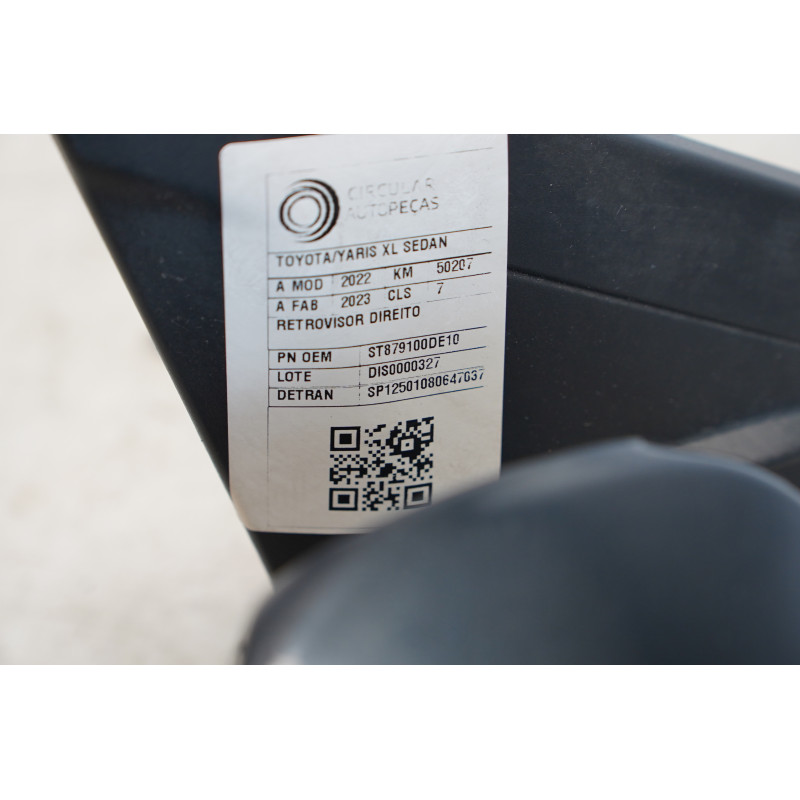 CIRCULAR
AUTOPEÇAS
TOYOTA/YARIS XL SEDAN
A MOD 2022 KM 50207
A FAB 2023 CLS 7
RETROVISOR DIREITO
PN OEM ST879100DE10
LOTE DIS0000327
DETRAN SP12501080647637